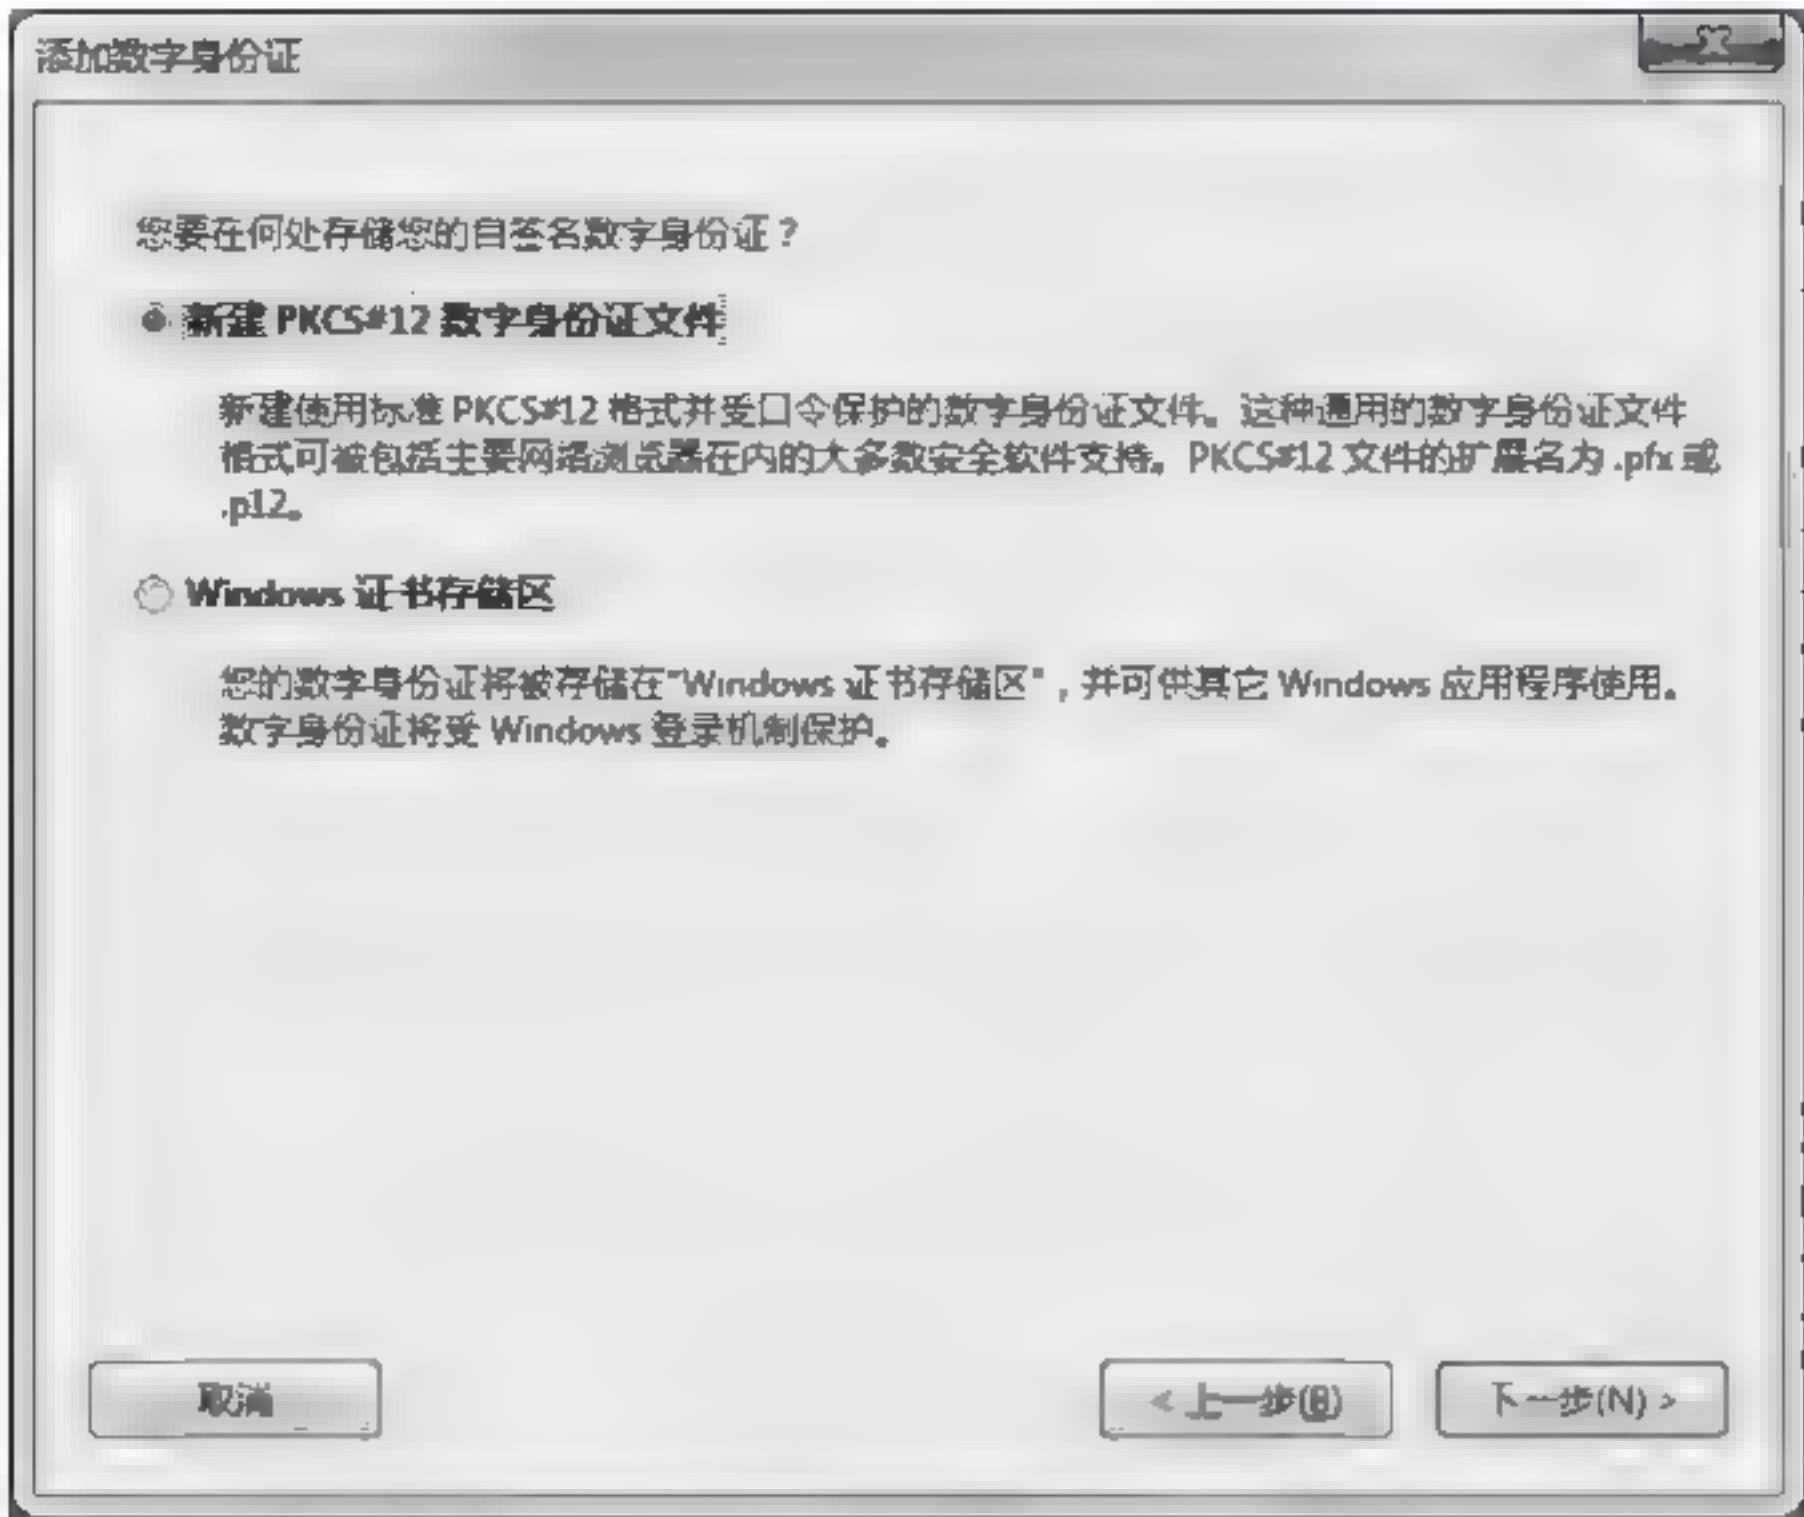 添加数字身份证
您要在何处存储您的自签名数字身份证？
新建 PKCS#12 数字身份证文件
新建使用标准 PKCS#12 格式并受口令保护的数字身份证文件。这种通用的数字身份证文件
格式可被包括主要网络浏览器在内的大多数安全软件支持。PKCS#12 文件的扩展名为 .pfx 或
.p12。
Windows 证书存储区
您的数字身份证将被存储在"Windows 证书存储区"，并可供其它 Windows 应用程序使用。
数字身份证将受 Windows 登录机制保护。
取消
< 上一步(B)
下一步(N) >